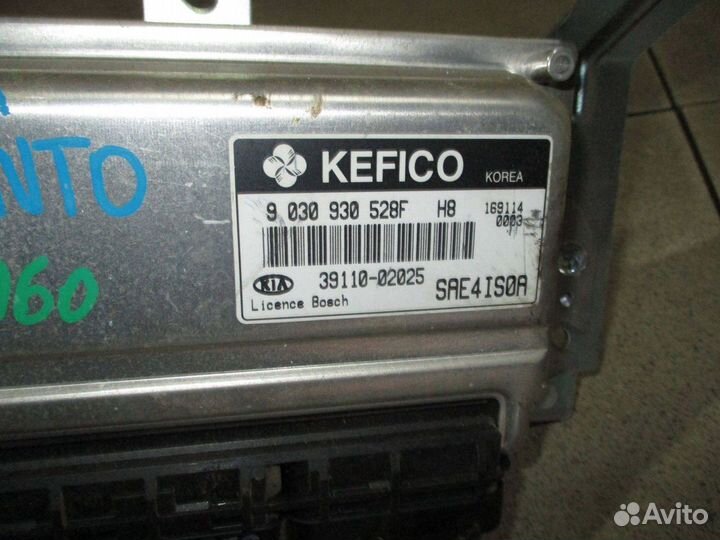 KEFICO KOREA
9 030 930 528F H8 169114
0003
39110-02025
KIA
Licence Bosch SAE4IS0A
NTO
160
Avito